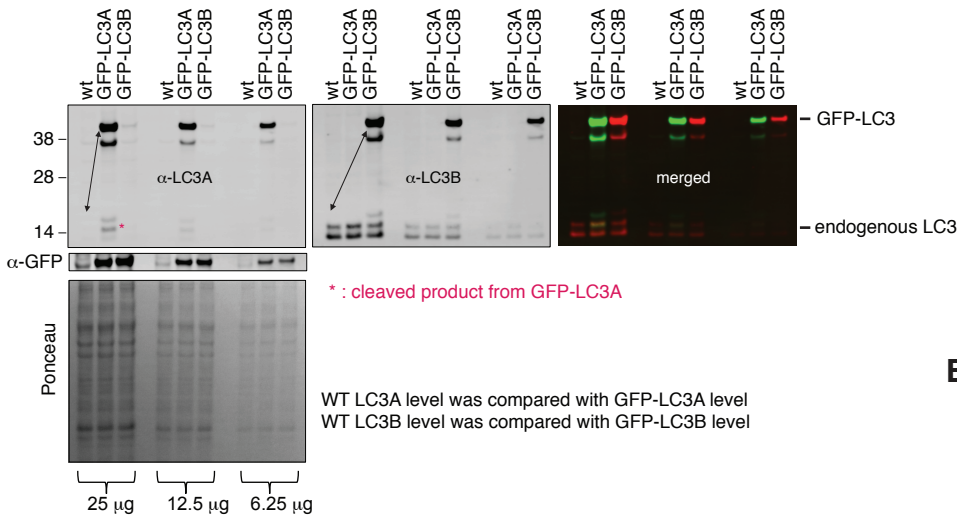 wt GFP-LC3A GFP-LC3B wt GFP-LC3A GFP-LC3B wt GFP-LC3A GFP-LC3B
wt GFP-LC3A GFP-LC3B wt GFP-LC3A GFP-LC3B wt GFP-LC3A GFP-LC3B
wt GFP-LC3A GFP-LC3B wt GFP-LC3A GFP-LC3B wt GFP-LC3A GFP-LC3B
38
28
14
α-LC3A
*
α-LC3B
merged
GFP-LC3
endogenous LC3
α-GFP
* : cleaved product from GFP-LC3A
Ponceau
WT LC3A level was compared with GFP-LC3A level
WT LC3B level was compared with GFP-LC3B level
25 μg 12.5 μg 6.25 μg